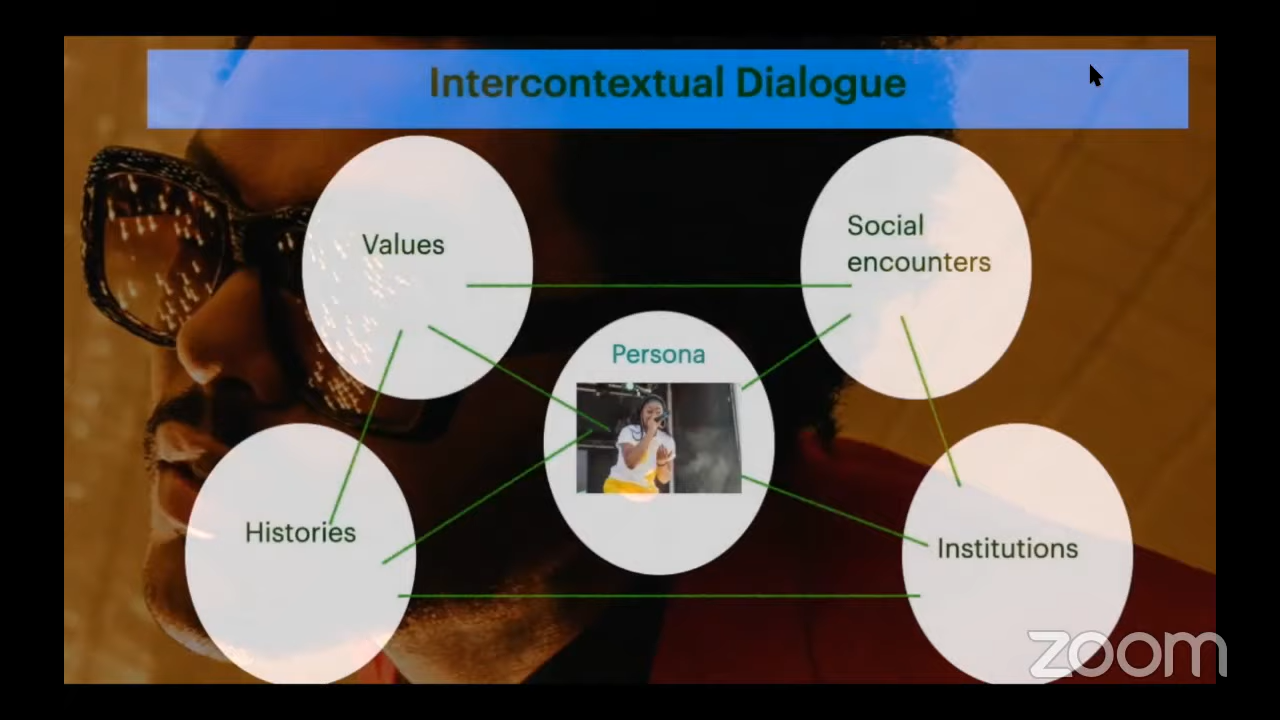 Intercontextual Dialogue
Values
Social
encounters
Persona
Histories
Institutions
zoom